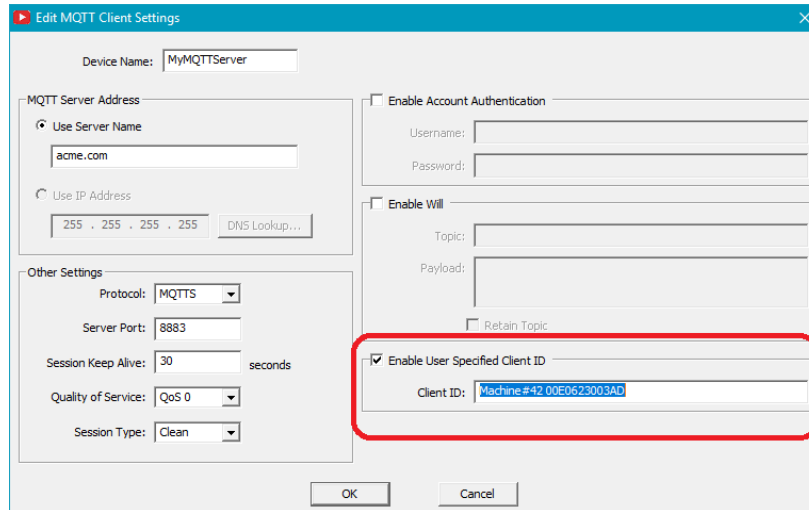 Edit MQTT Client Settings
Device Name: MyMQTTServer
MQTT Server Address
Use Server Name
acme.com
Use IP Address
255 . 255 . 255 . 255 DNS Lookup...
Other Settings
Protocol: MQTTS
Server Port: 8883
Session Keep Alive: 30 seconds
Quality of Service: QoS 0
Session Type: Clean
Enable Account Authentication
Username:
Password:
Enable Will
Topic:
Payload:
Retain Topic
Enable User Specified Client ID
Client ID: Machine#42 00E0623003AD
OK Cancel